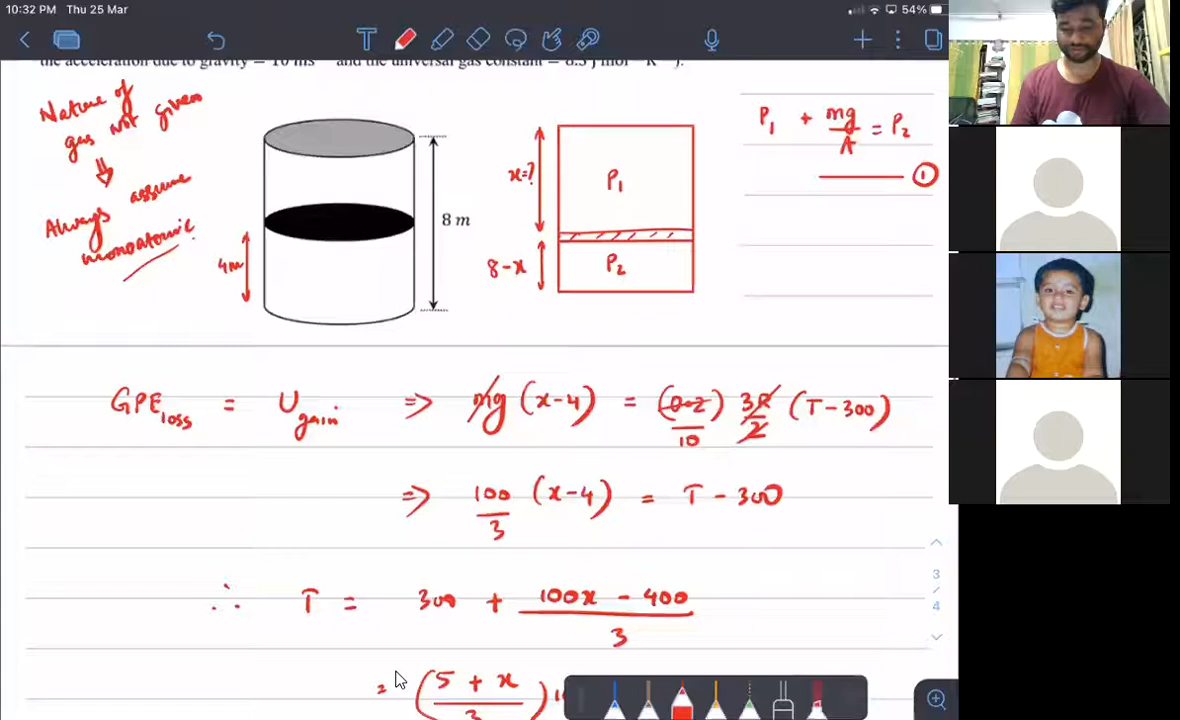 10:32 PM Thu 25 Mar
54%
the acceleration due to gravity = 10 ms and the universal gas constant = 8.3 j mol K ).
Nature of
gas not given
⇓
Always assume
monoatomic
4m
8 m
x=?
8-x
P₁
P₂
P₁ + mg/A = P₂
①
GPE loss = U gain ⇒ mg (x-4) = (0.2)/10 3R/2 (T-300)
⇒ 100/3 (x-4) = T - 300
∴ T = 300 + (100x - 400)/3
= (5 + x
3
4